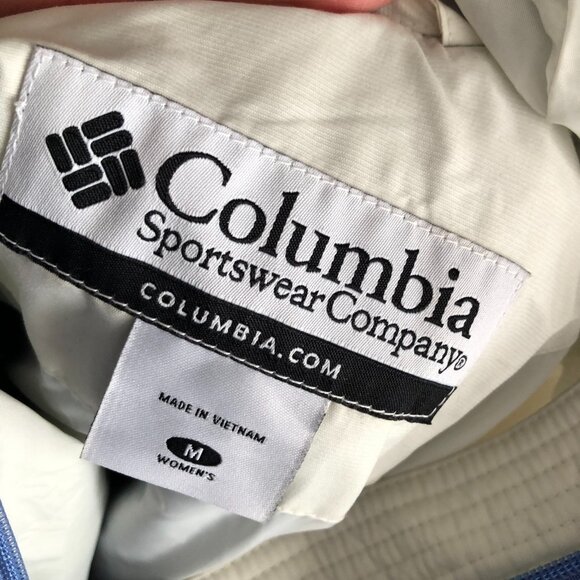 Columbia
Sportswear Company®
COLUMBIA.COM
MADE IN VIETNAM
M
WOMEN'S